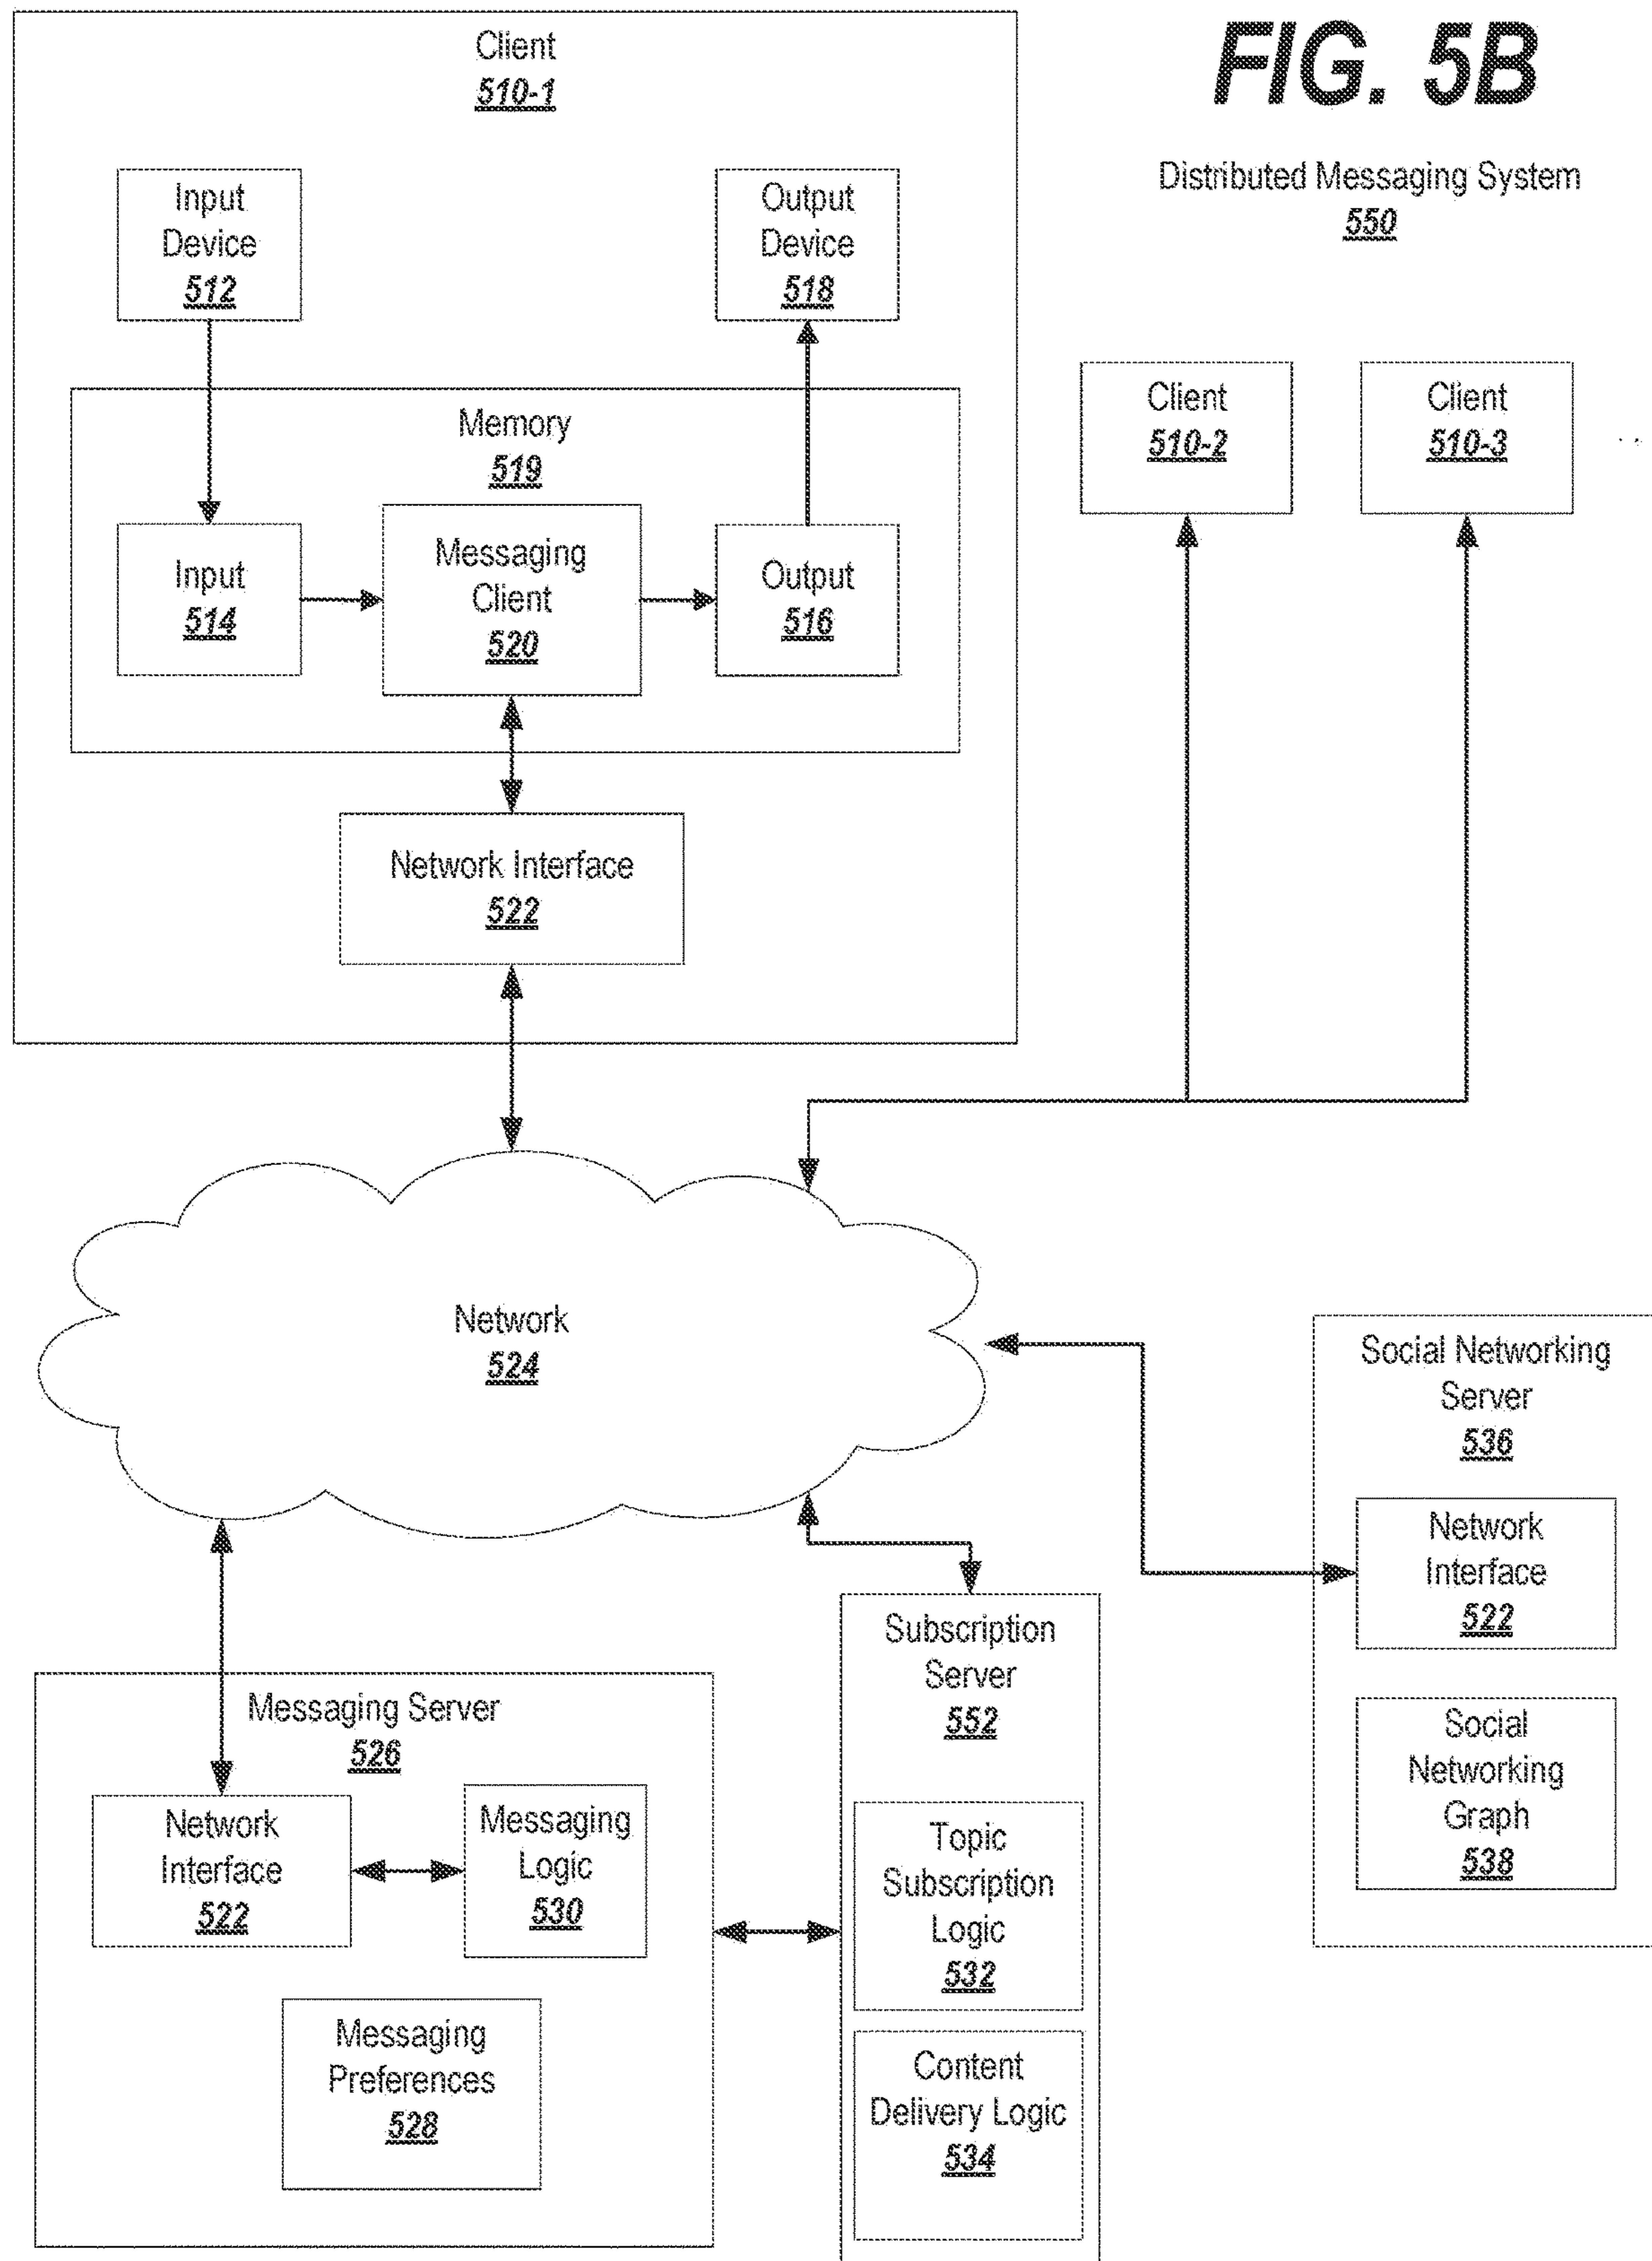 FIG. 5B
Distributed Messaging System
550
Client
510-1
Input
Device
512
Output
Device
518
Memory
519
Input
514
Messaging
Client
520
Output
516
Network Interface
522
Client
510-2
Client
510-3
..
Network
524
Social Networking
Server
536
Network
Interface
522
Social
Networking
Graph
538
Messaging Server
526
Network
Interface
522
Messaging
Logic
530
Messaging
Preferences
528
Subscription
Server
552
Topic
Subscription
Logic
532
Content
Delivery Logic
534